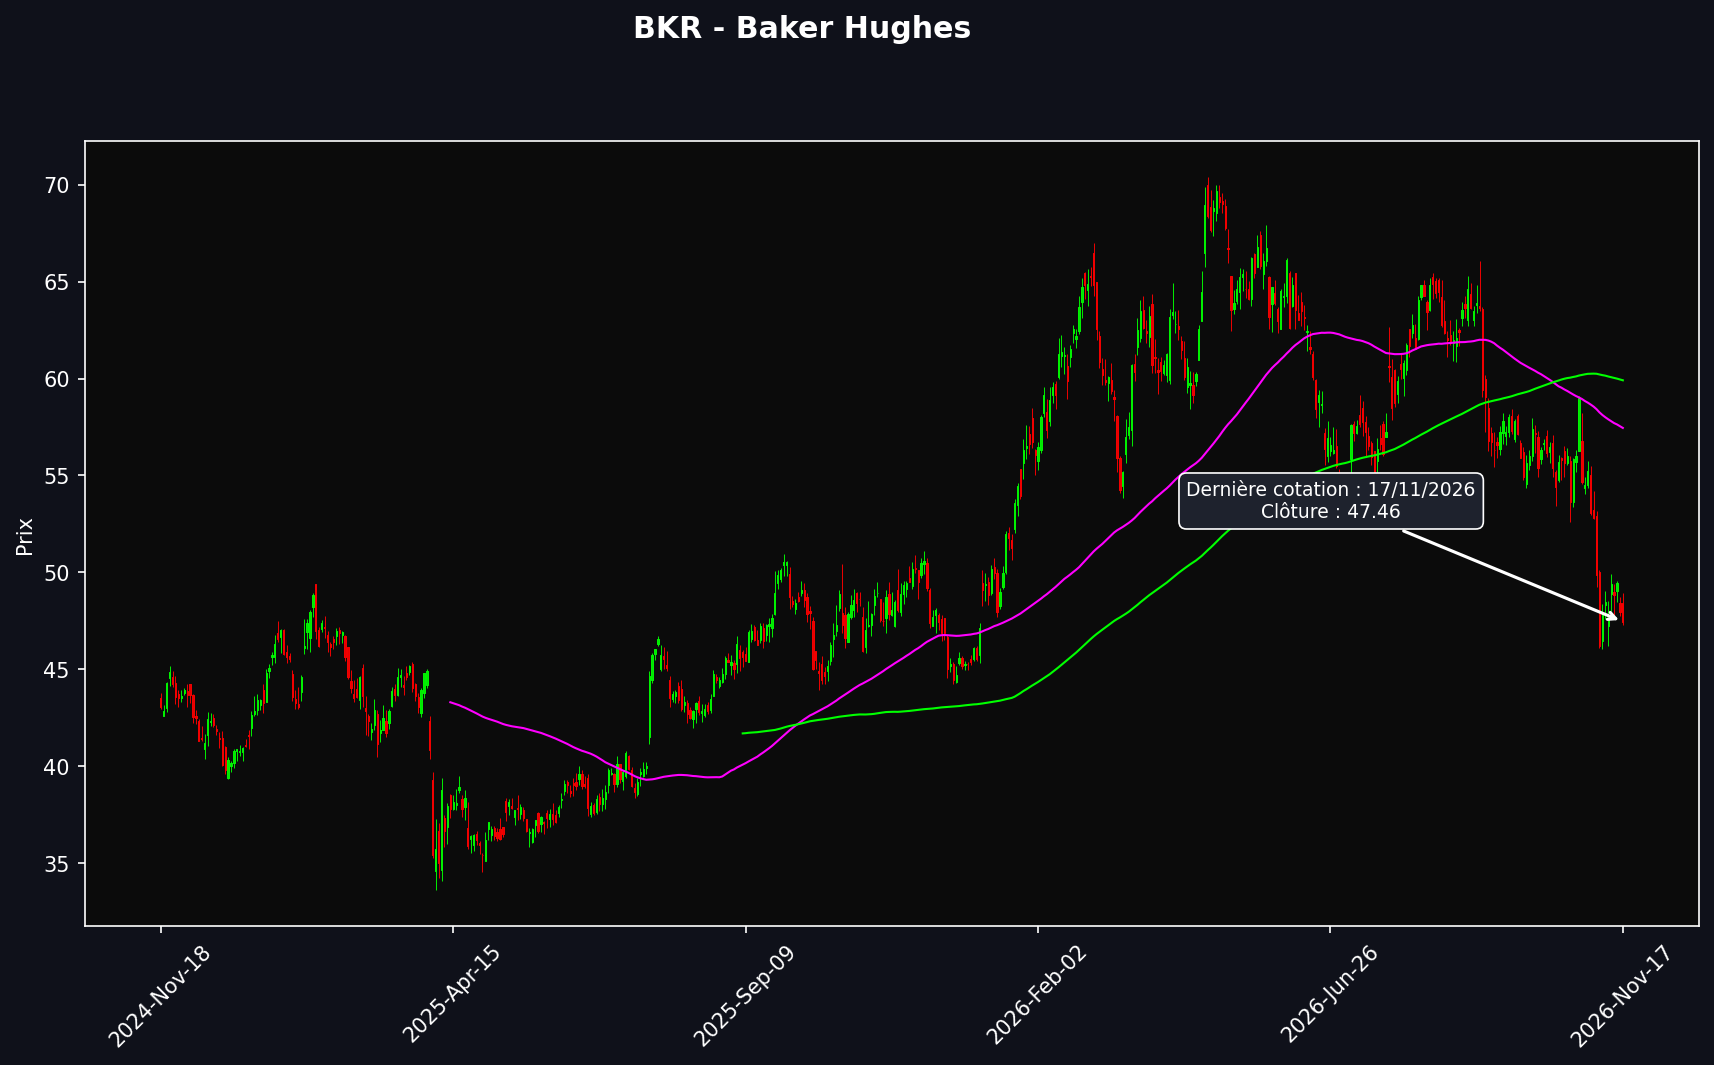 BKR - Baker Hughes
Prix
70
65
60
55
50
45
40
35
Dernière cotation : 17/11/2026
Clôture : 47.46
2024-Nov-18
2025-Apr-15
2025-Sep-09
2026-Feb-02
2026-Jun-26
2026-Nov-17